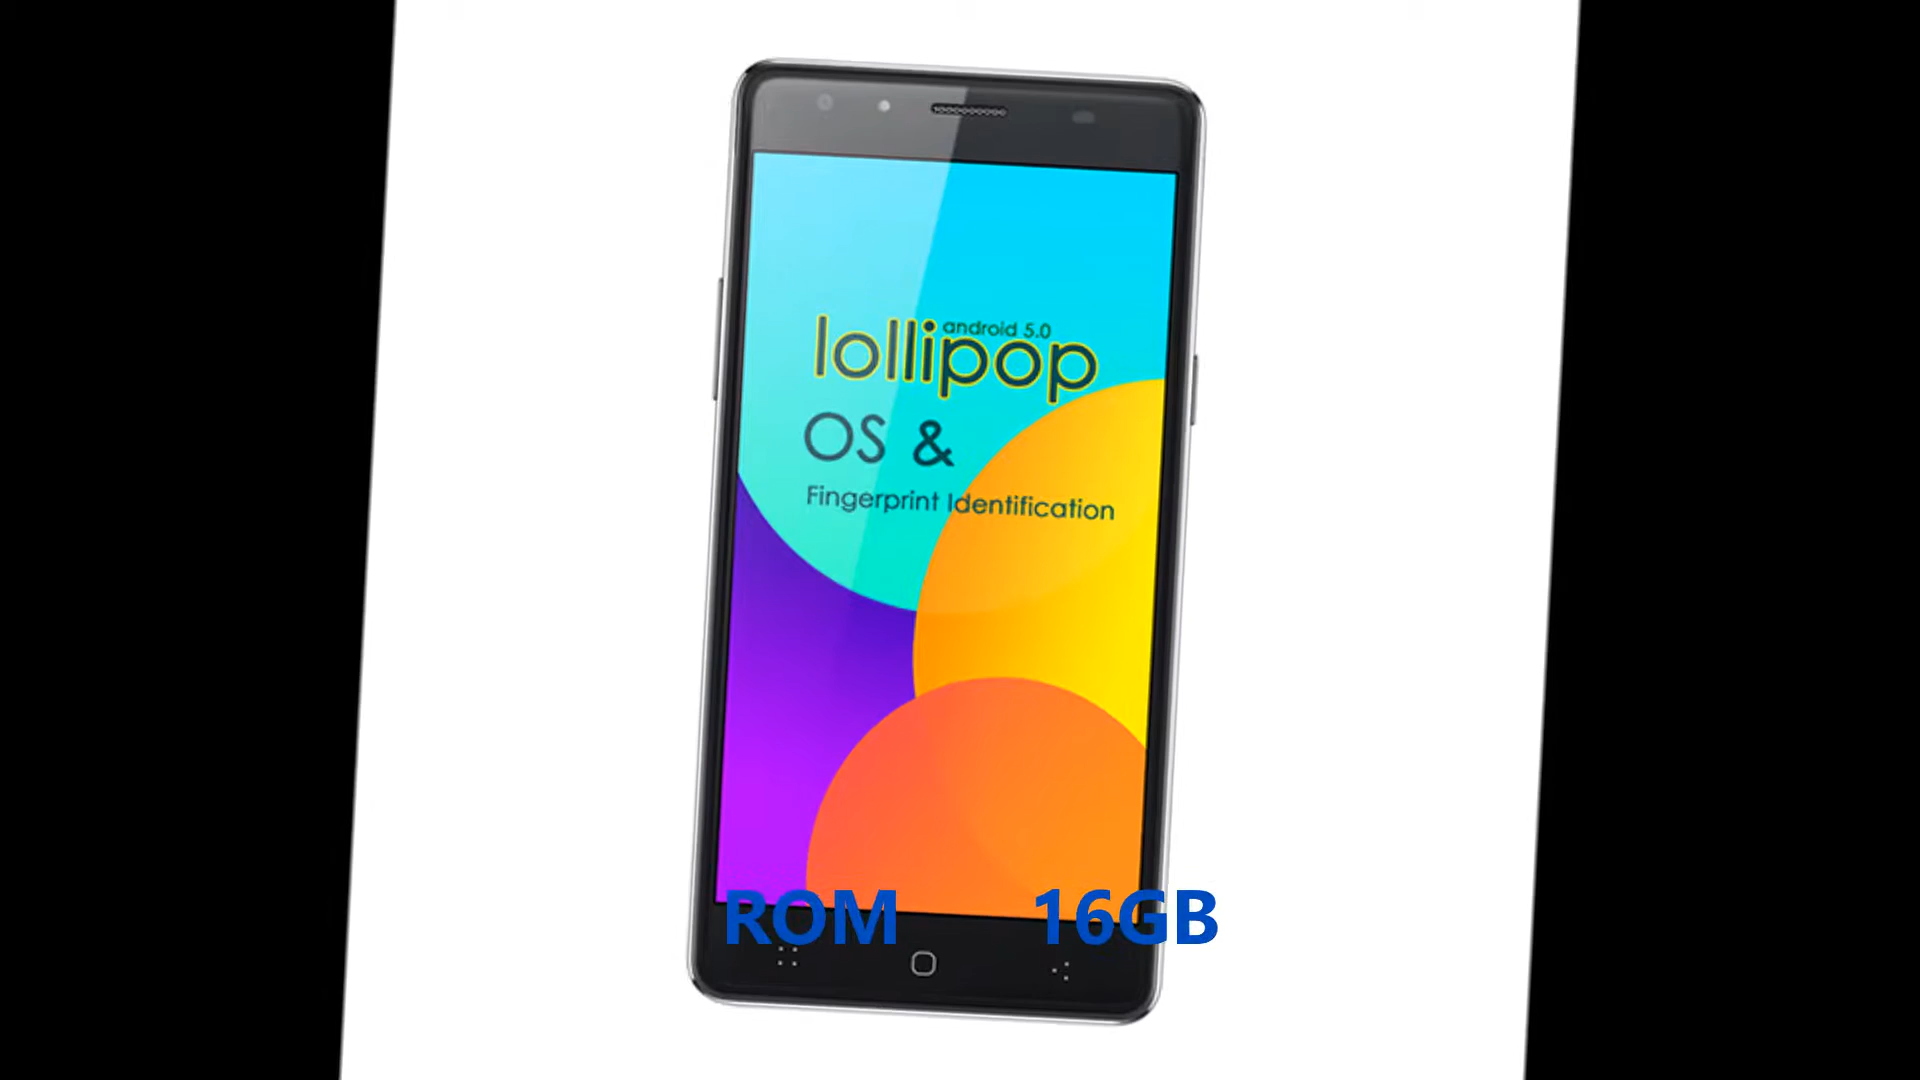 android 5.0
lollipop
OS &
Fingerprint Identification
ROM 16GB